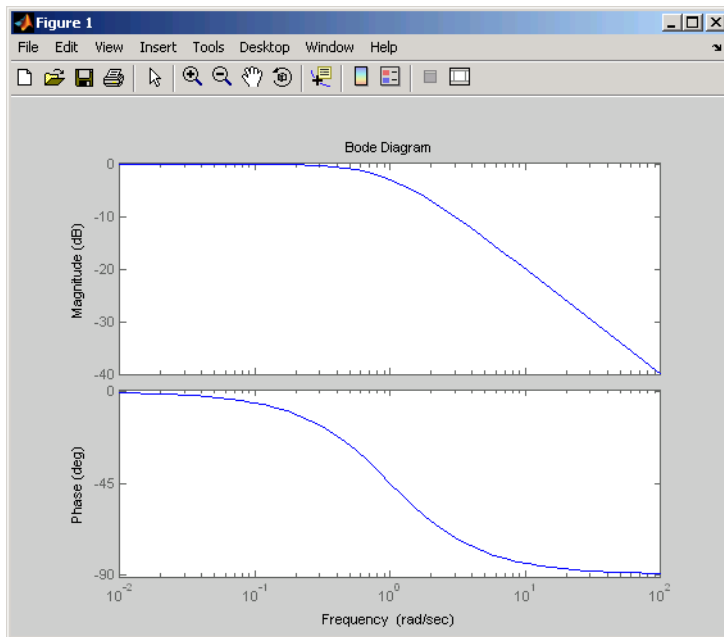 Figure 1
File Edit View Insert Tools Desktop Window Help
Bode Diagram
0
-10
-20
-30
-40
Magnitude (dB)
0
-45
-90
Phase (deg)
10^-2 10^-1 10^0 10^1 10^2
Frequency (rad/sec)